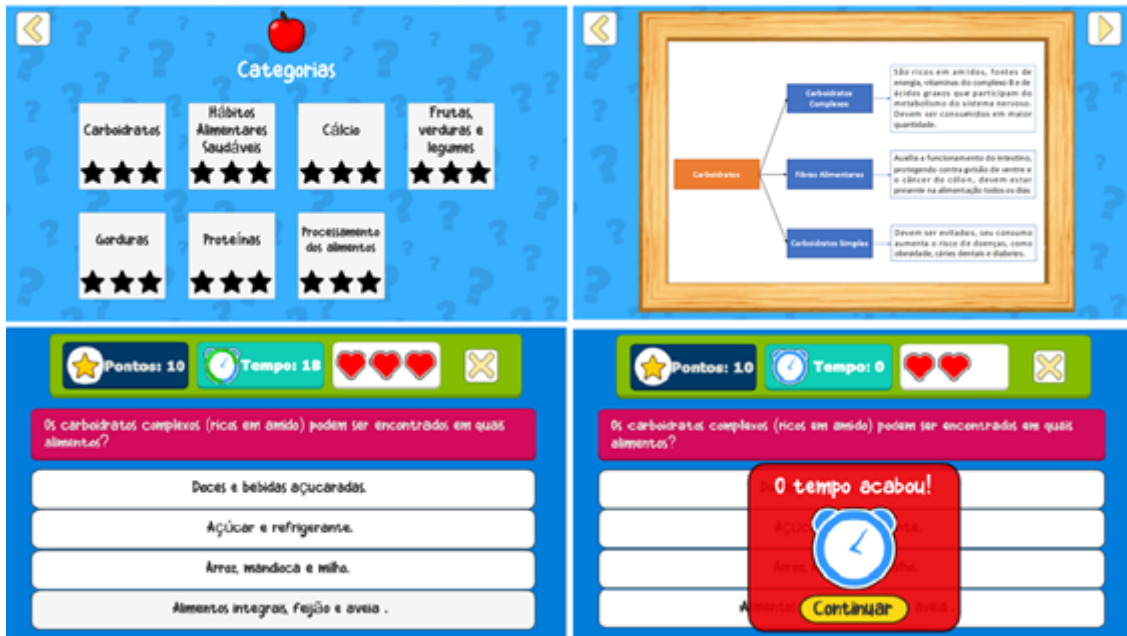 Categorias
Carboidratos
Hábitos
Alimentares
Saudáveis
Cálcio
Frutas,
verduras e
legumes
Gorduras
Proteínas
Processamento
dos alimentos
Carboidratos
Carboidratos
Complexos
São ricos em amidos, fontes de
energia, vitaminas do complexo B e de
ácidos graxos que participam do
metabolismo do sistema nervoso.
Devem ser consumidos em maior
quantidade.
Fibras Alimentares
Auxilia a funcionamento do intestino,
protegendo contra prisão de ventre e
o câncer do cólon, devem estar
presente na alimentação todos os dias
Carboidratos Simples
Devem ser evitados, seu consumo
aumenta o risco de doenças, como
obesidade, cáries dentais e diabetes.
Pontos: 10
Tempo: 18
Os carboidratos complexos (ricos em amido) podem ser encontrados em quais
alimentos?
Doces e bebidas açucaradas.
Açúcar e refrigerante.
Arroz, mandioca e milho.
Alimentos integrais, feijão e aveia .
Pontos: 10
Tempo: 0
Os carboidratos complexos (ricos em amido) podem ser encontrados em quais
alimentos?
O tempo acabou!
Continuar